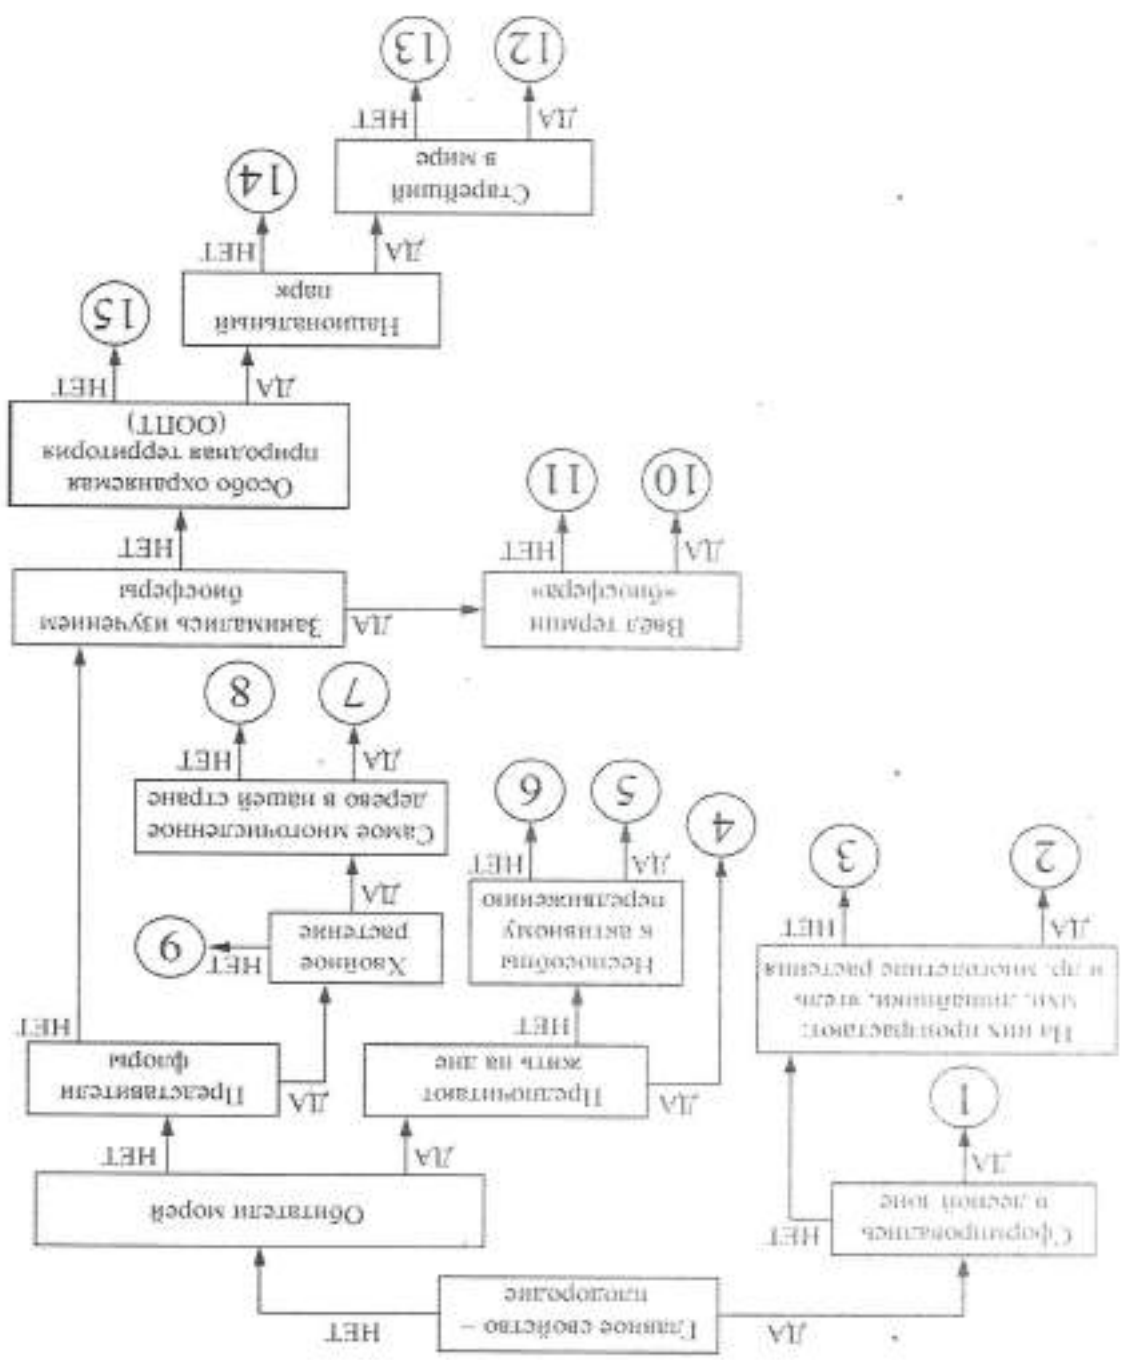 Главное свойство –
плодородие
ДА
НЕТ
Сформировались
в лесной зоне
ДА
НЕТ
1
На них произрастают:
мхи, лишайники, ягель
и др. многолетние растения
ДА
НЕТ
2
3
Обитатели морей
ДА
НЕТ
Предпочитают
жить на дне
ДА
НЕТ
4
Неспособны
к активному
передвижению
ДА
НЕТ
5
6
Представители
флоры
ДА
НЕТ
Хвойное
растение
ДА
НЕТ
9
Самое многочисленное
дерево в нашей стране
ДА
НЕТ
7
8
Занимались изучением
биосферы
ДА
НЕТ
Ввёл термин
«биосфера»
ДА
НЕТ
10
11
Особо охраняемая
природная территория
(ООПТ)
ДА
НЕТ
15
Национальный
парк
ДА
НЕТ
14
Старейший
в мире
ДА
НЕТ
12
13